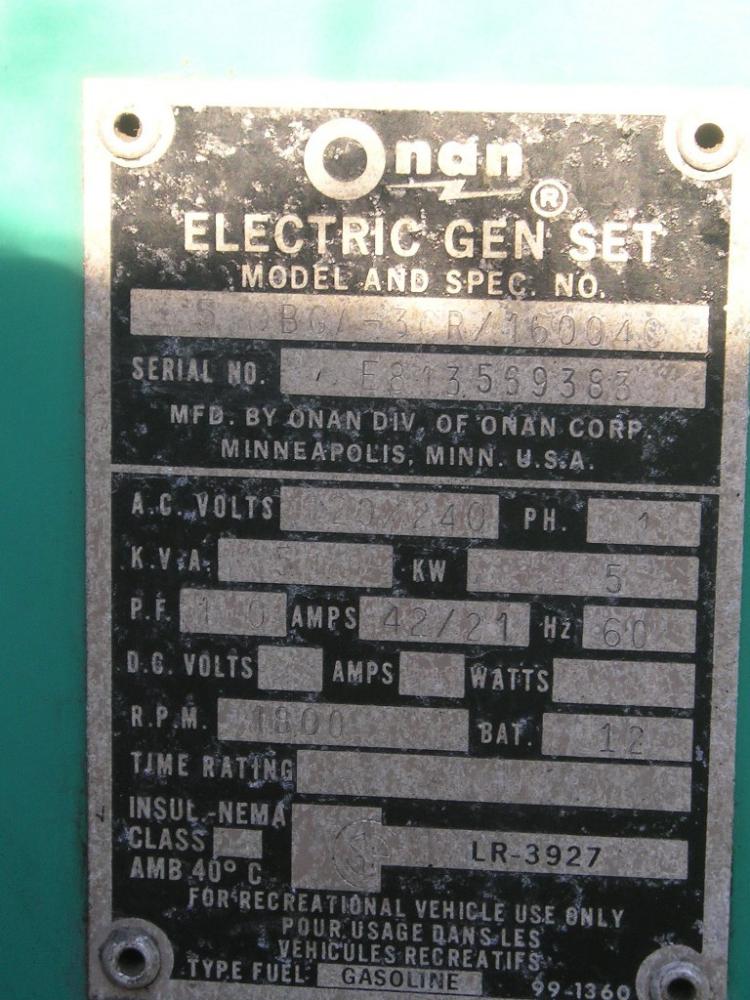 Onan ®
ELECTRIC GEN SET
MODEL AND SPEC. NO.
SERIAL NO. E813569383
MFD. BY ONAN DIV. OF ONAN CORP.
MINNEAPOLIS, MINN. U.S.A.
A.C. VOLTS 120/240 PH. 1
K.V.A. 5 KW 5
P.F. 1.0 AMPS 42/21 Hz 60
D.C. VOLTS AMPS WATTS
R.P.M. 1800 BAT. 12
TIME RATING
INSUL-NEMA
CLASS
LR-3927
AMB 40° C
FOR RECREATIONAL VEHICLE USE ONLY
POUR USAGE DANS LES
VEHICULES RECREATIFS
TYPE FUEL GASOLINE 99-1360